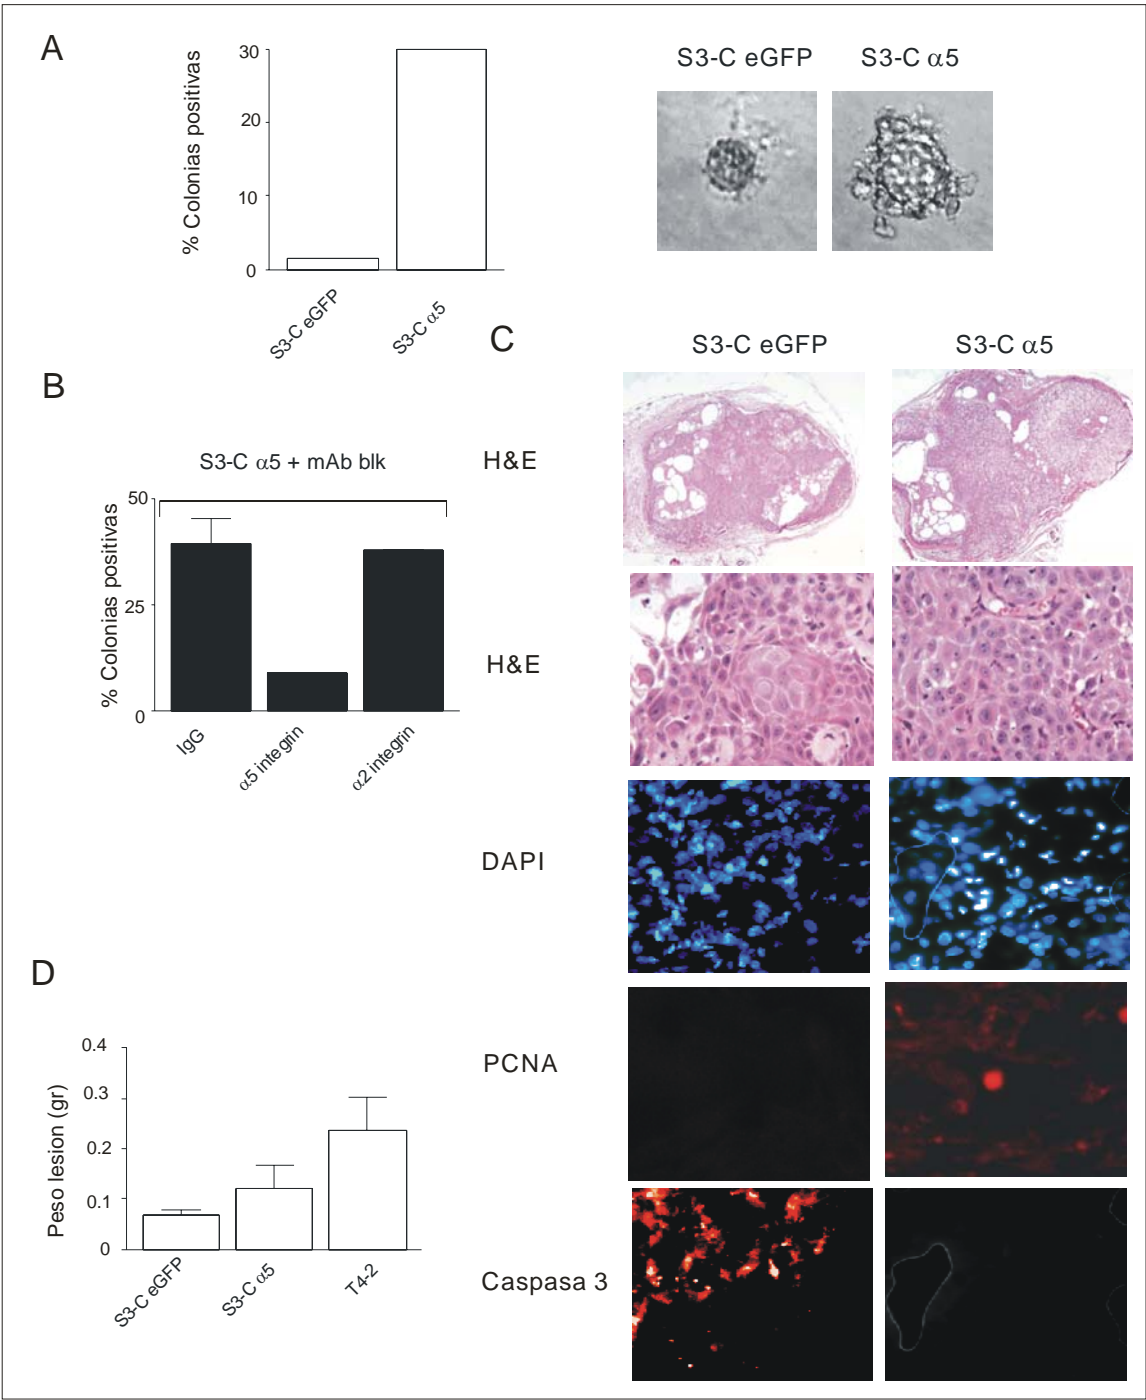 A
% Colonias positivas
30
20
10
0
S3-C eGFP
S3-C α5
S3-C eGFP
S3-C α5
B
S3-C α5 + mAb blk
% Colonias positivas
50
25
0
IgG
α5 integrin
α2 integrin
C
S3-C eGFP
S3-C α5
H&E
H&E
DAPI
PCNA
Caspasa 3
D
Peso lesion (gr)
0.4
0.3
0.2
0.1
0
S3-C eGFP
S3-C α5
T4-2